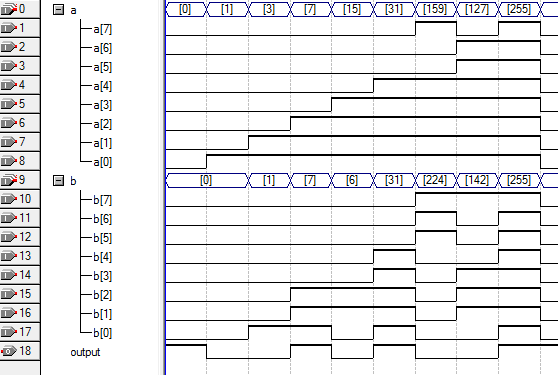 0 a [0] [1] [3] [7] [15] [31] [159] [127] [255]
1 a[7]
2 a[6]
3 a[5]
4 a[4]
5 a[3]
6 a[2]
7 a[1]
8 a[0]
9 b [0] [1] [7] [6] [31] [224] [142] [255]
10 b[7]
11 b[6]
12 b[5]
13 b[4]
14 b[3]
15 b[2]
16 b[1]
17 b[0]
18 output